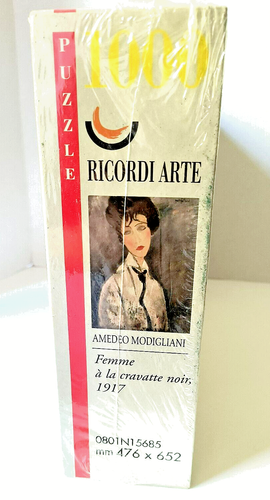 1000
PUZZLE
RICORDI ARTE
AMEDEO MODIGLIANI
Femme
à la cravatte noir,
1917
0801N15685
mm 476 x 652